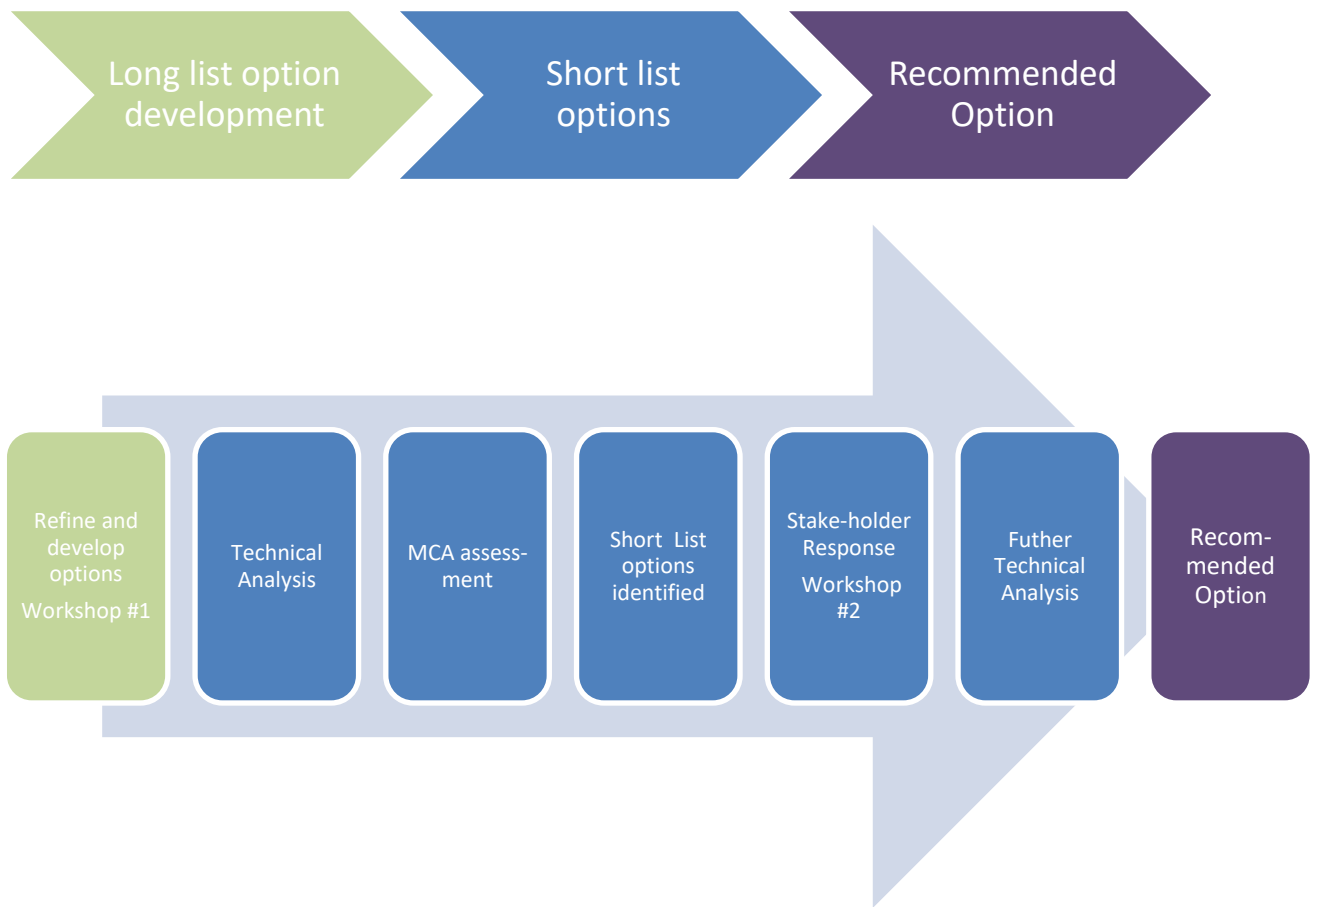 Long list option
development
Short list
options
Recommended
Option
Refine and
develop
options
Workshop #1
Technical
Analysis
MCA assess-
ment
Short  List
options
identified
Stake-holder
Response
Workshop
#2
Futher
Technical
Analysis
Recom-
mended
Option